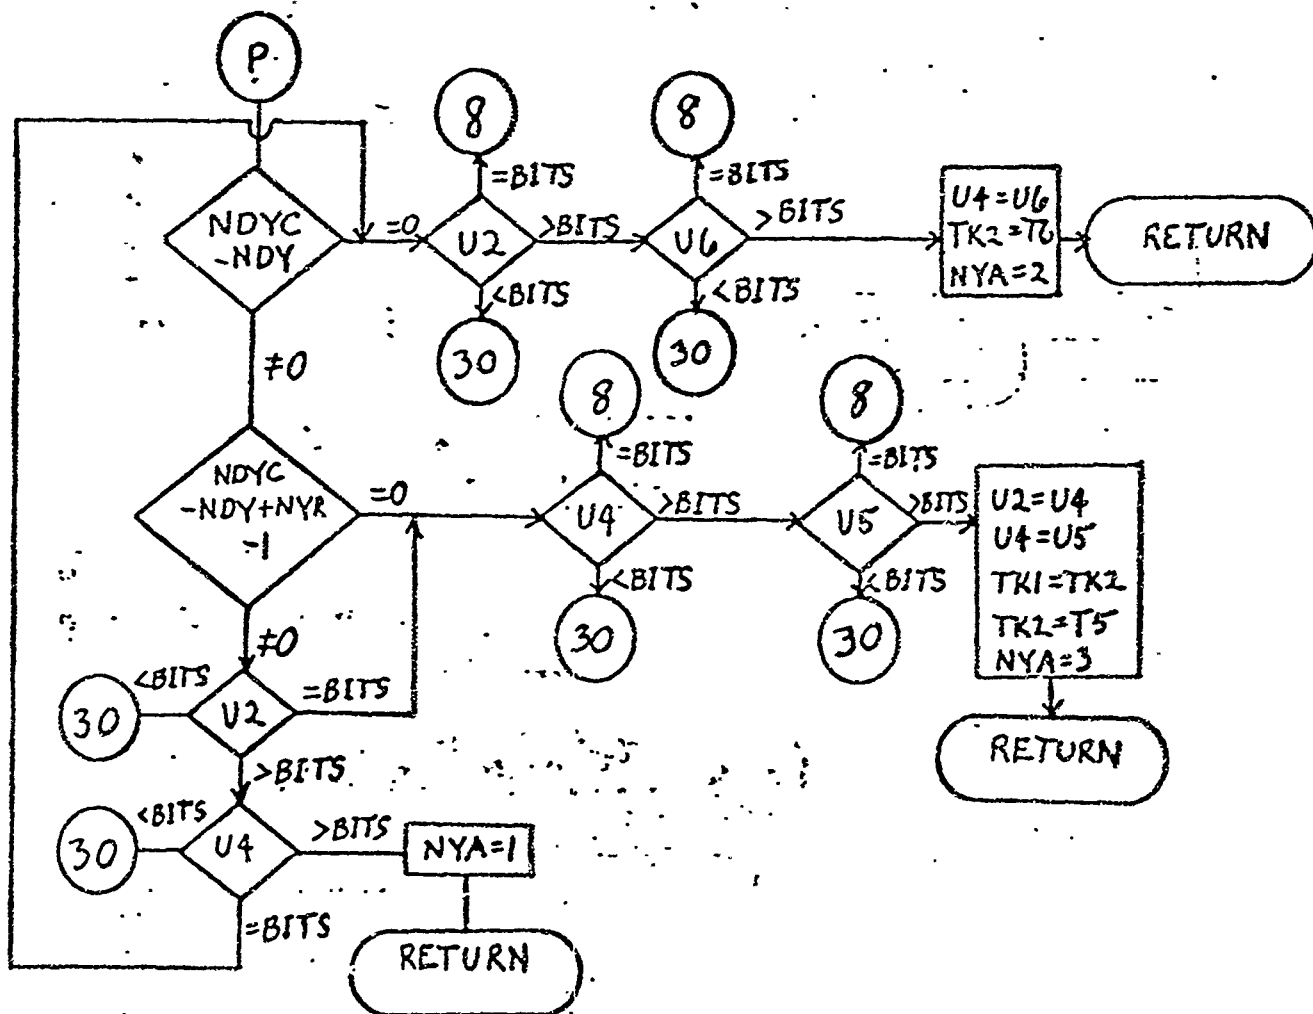 P
NDYC
-NDY
=0
≠0
8
=BITS
U2
>BITS
<BITS
30
8
=BITS
U6
>BITS
<BITS
30
U4=U6
TK2=T6
NYA=2
RETURN
NDYC
-NDY+NYR
-1
=0
≠0
8
=BITS
U4
>BITS
<BITS
30
8
=BITS
U5
>BITS
<BITS
30
U2=U4
U4=U5
TK1=TK2
TK2=T5
NYA=3
RETURN
<BITS
30
U2
=BITS
>BITS
<BITS
30
U4
>BITS
NYA=1
=BITS
RETURN